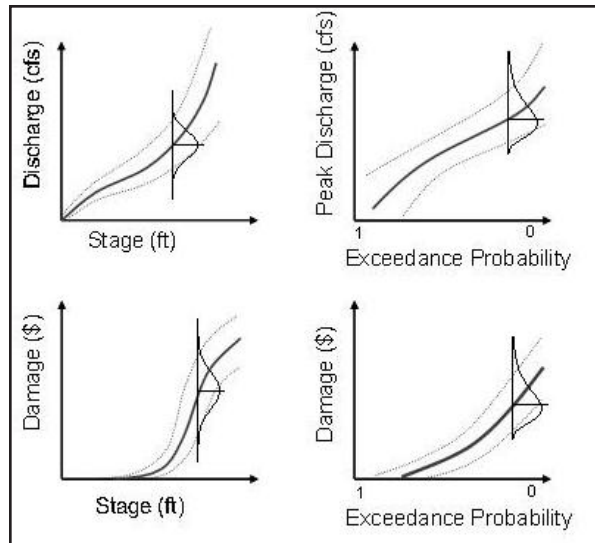 Discharge (cfs)
Stage (ft)
Peak Discharge (cfs)
1
0
Exceedance Probability
Damage ($)
Stage (ft)
Damage ($)
1
0
Exceedance Probability